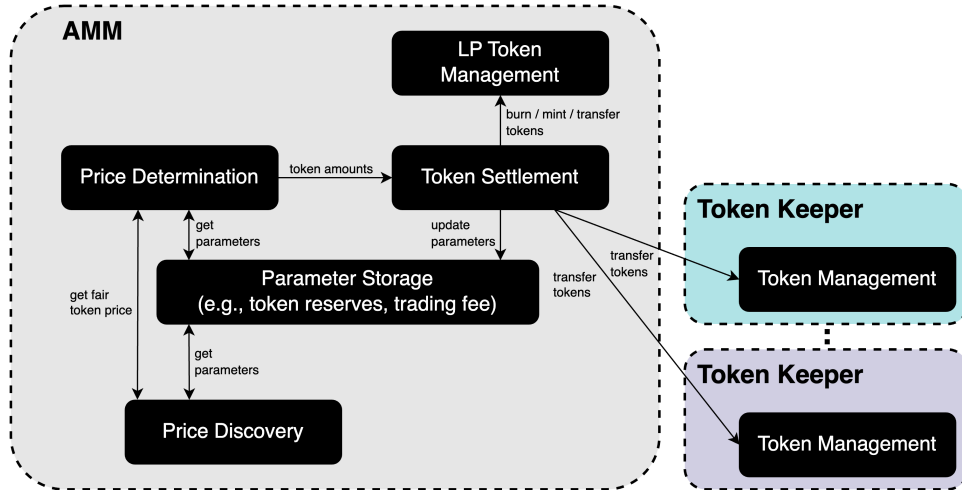 AMM
LP Token
Management
burn / mint / transfer
tokens
Price Determination
token amounts
Token Settlement
get
parameters
update
parameters
Token Keeper
transfer
tokens
Token Management
Parameter Storage
(e.g., token reserves, trading fee)
get fair
token price
transfer
tokens
get
parameters
Token Keeper
Price Discovery
Token Management